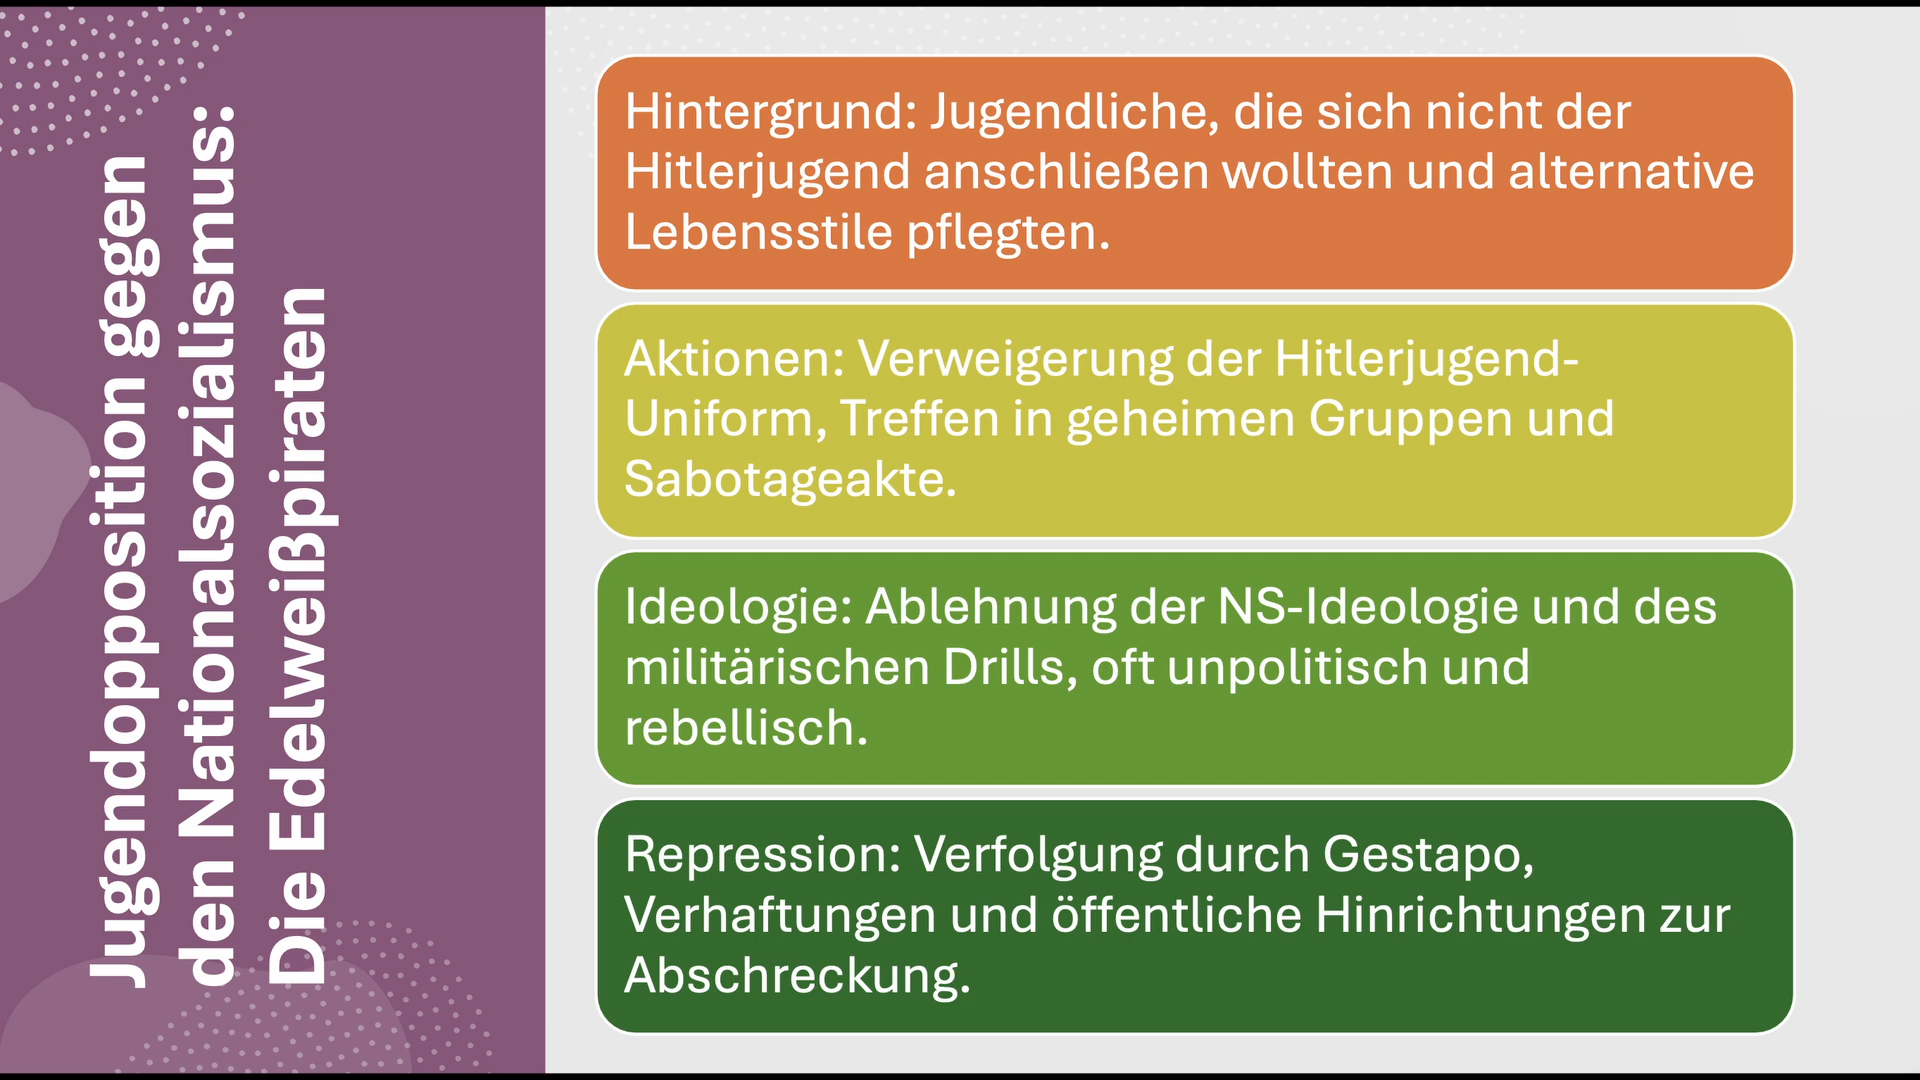 Jugendopposition gegen
den Nationalsozialismus:
Die Edelweißpiraten
Hintergrund: Jugendliche, die sich nicht der
Hitlerjugend anschließen wollten und alternative
Lebensstile pflegten.
Aktionen: Verweigerung der Hitlerjugend-
Uniform, Treffen in geheimen Gruppen und
Sabotageakte.
Ideologie: Ablehnung der NS-Ideologie und des
militärischen Drills, oft unpolitisch und
rebellisch.
Repression: Verfolgung durch Gestapo,
Verhaftungen und öffentliche Hinrichtungen zur
Abschreckung.